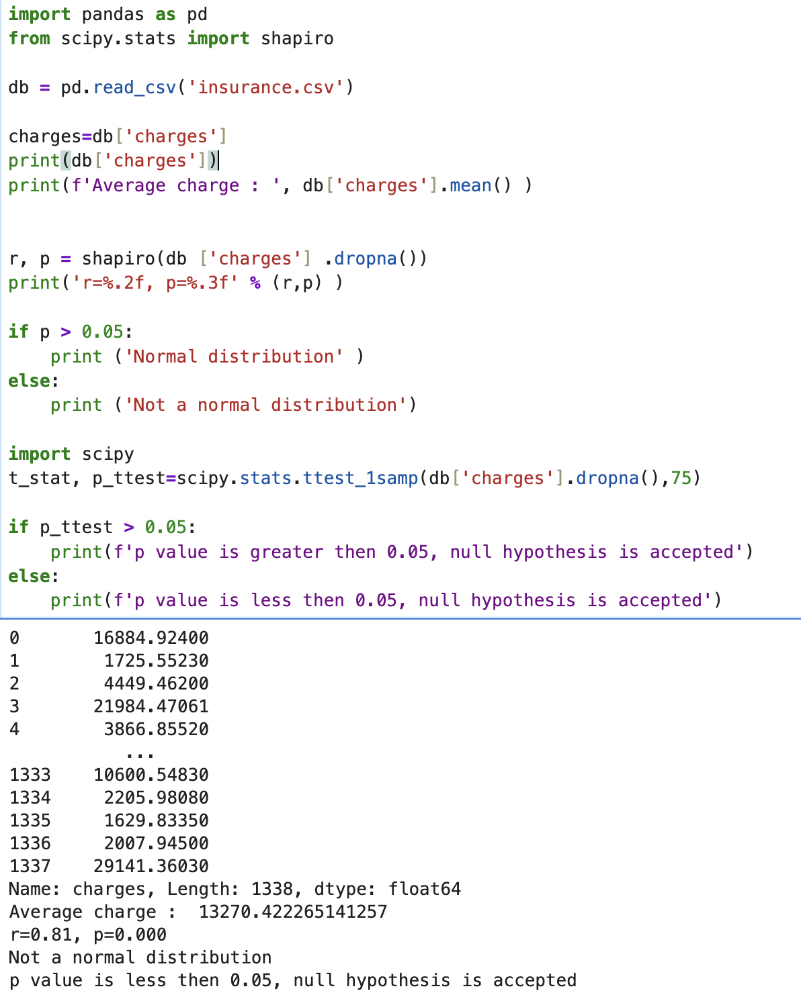 import pandas as pd
from scipy.stats import shapiro
db = pd.read_csv('insurance.csv')
charges=db['charges']
print(db['charges'])
print(f'Average charge : ', db['charges'].mean() )
r, p = shapiro(db ['charges'] .dropna())
print('r=%.2f, p=%.3f' % (r,p) )
if p > 0.05:
    print ('Normal distribution' )
else:
    print ('Not a normal distribution')
import scipy
t_stat, p_ttest=scipy.stats.ttest_1samp(db['charges'].dropna(),75)
if p_ttest > 0.05:
    print(f'p value is greater then 0.05, null hypothesis is accepted')
else:
    print(f'p value is less then 0.05, null hypothesis is accepted')
0       16884.92400
1        1725.55230
2        4449.46200
3       21984.47061
4        3866.85520
           ...
1333    10600.54830
1334     2205.98080
1335     1629.83350
1336     2007.94500
1337    29141.36030
Name: charges, Length: 1338, dtype: float64
Average charge :  13270.422265141257
r=0.81, p=0.000
Not a normal distribution
p value is less then 0.05, null hypothesis is accepted